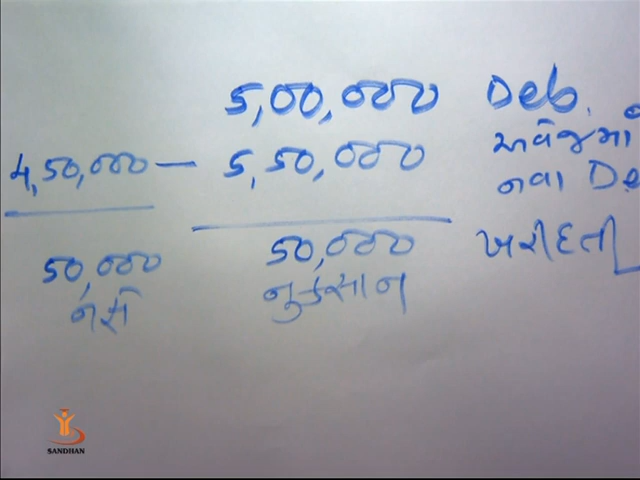 5,00,000 Deb.
4,50,000 — 5,50,000 અવેજમાં
નવા De
50,000 50,000 ખરીદતી
નફો નુકસાન
SANDHAN